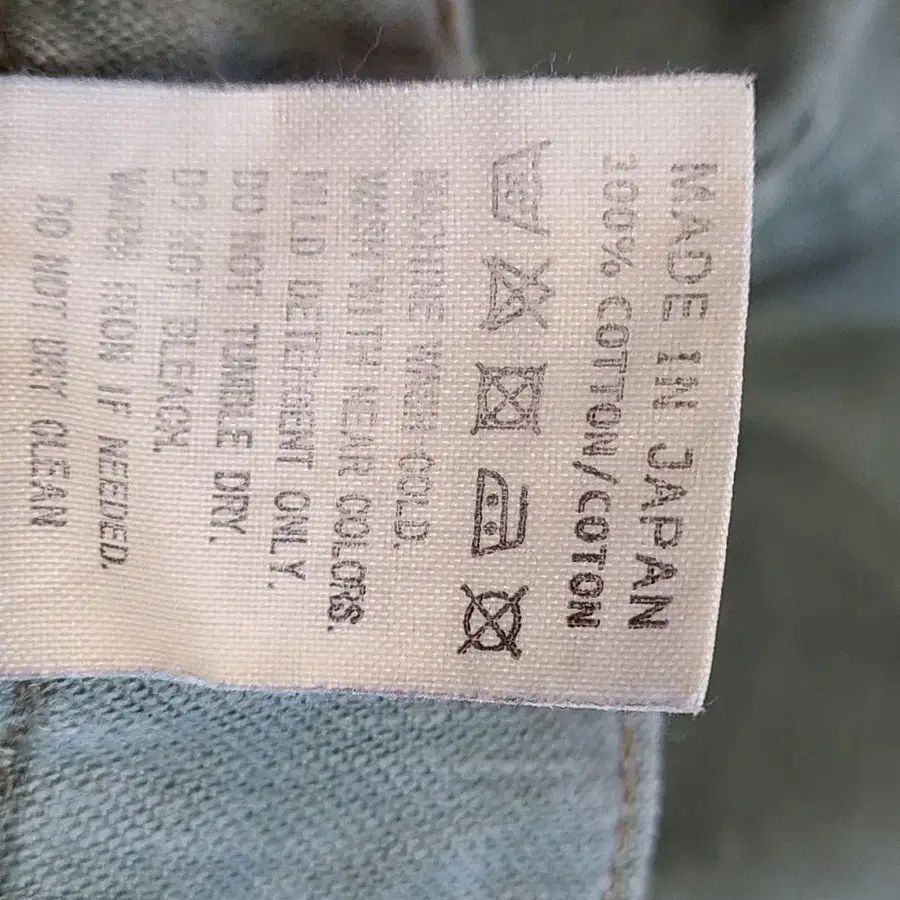 MADE IN JAPAN
100% COTTON/COTON
MACHINE WASH COLD.
WASH WITH NEAR COLORS.
MILD DETERGENT ONLY.
DO NOT TUMBLE DRY.
DO NOT BLEACH.
WARM IRON IF NEEDED.
DO NOT DRY CLEAN